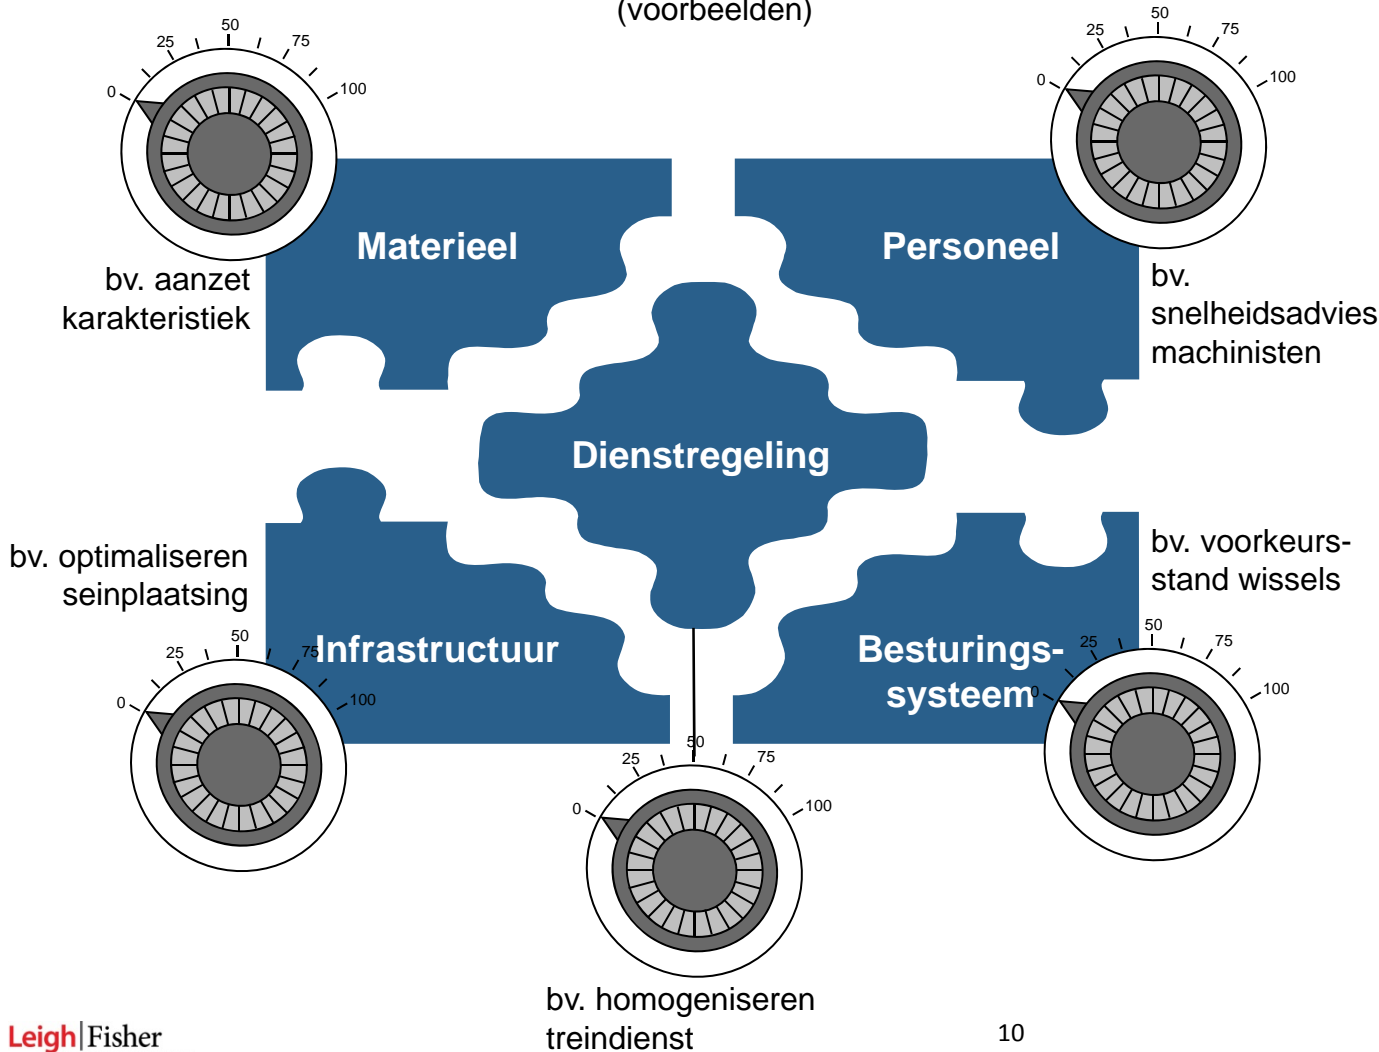 (voorbeelden)
0 25 50 75 100
0 25 50 75 100
Materieel
Personeel
bv. aanzet
karakteristiek
bv.
snelheidsadvies
machinisten
Dienstregeling
bv. optimaliseren
seinplaatsing
bv. voorkeurs-
stand wissels
0 25 50 75 100
Infrastructuur
Besturings-
systeem
0 25 50 75 100
0 25 50 75 100
bv. homogeniseren
treindienst
Leigh|Fisher
10